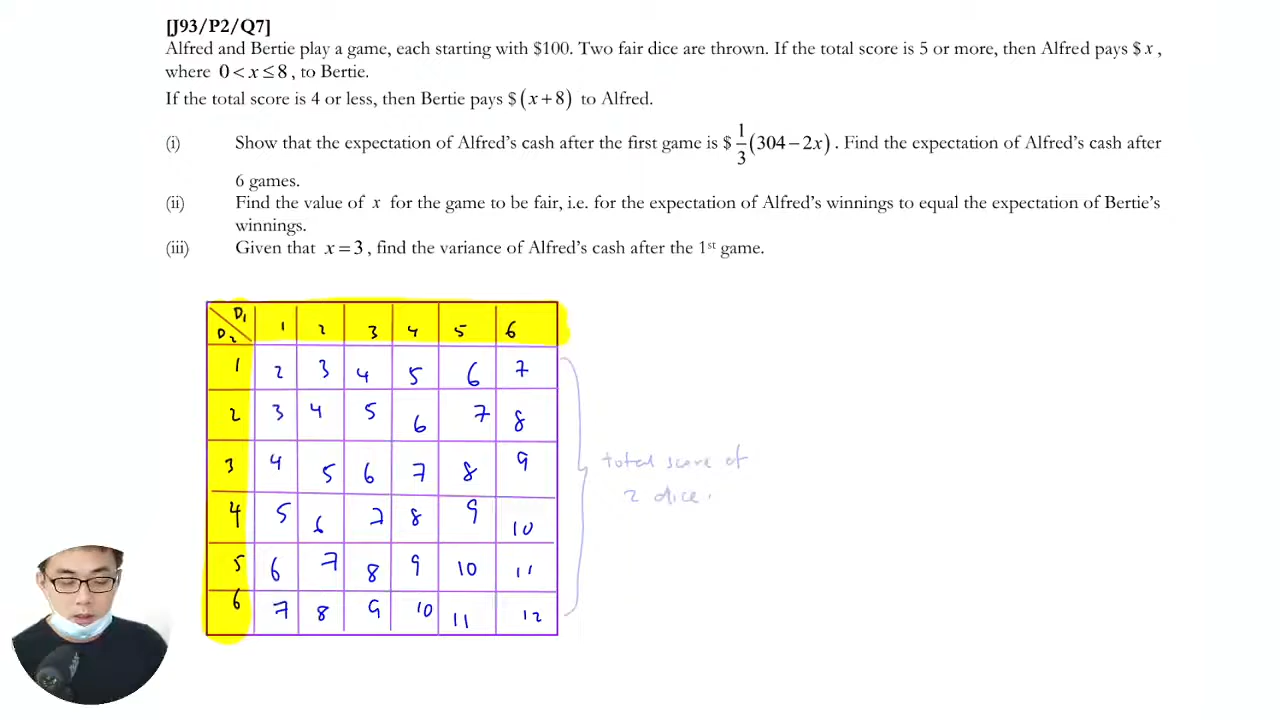 [J93/P2/Q7]
Alfred and Bertie play a game, each starting with $100. Two fair dice are thrown. If the total score is 5 or more, then Alfred pays $ x ,
where 0 < x ≤ 8 , to Bertie.
If the total score is 4 or less, then Bertie pays $ (x+8) to Alfred.
(i) Show that the expectation of Alfred's cash after the first game is $ 1/3 (304 − 2x) . Find the expectation of Alfred's cash after
6 games.
(ii) Find the value of x for the game to be fair, i.e. for the expectation of Alfred's winnings to equal the expectation of Bertie's
winnings.
(iii) Given that x = 3 , find the variance of Alfred's cash after the 1st game.
D1
D2 1 2 3 4 5 6
1 2 3 4 5 6 7
2 3 4 5 6 7 8
3 4 5 6 7 8 9
4 5 6 7 8 9 10
5 6 7 8 9 10 11
6 7 8 9 10 11 12
total score of
2 dice.